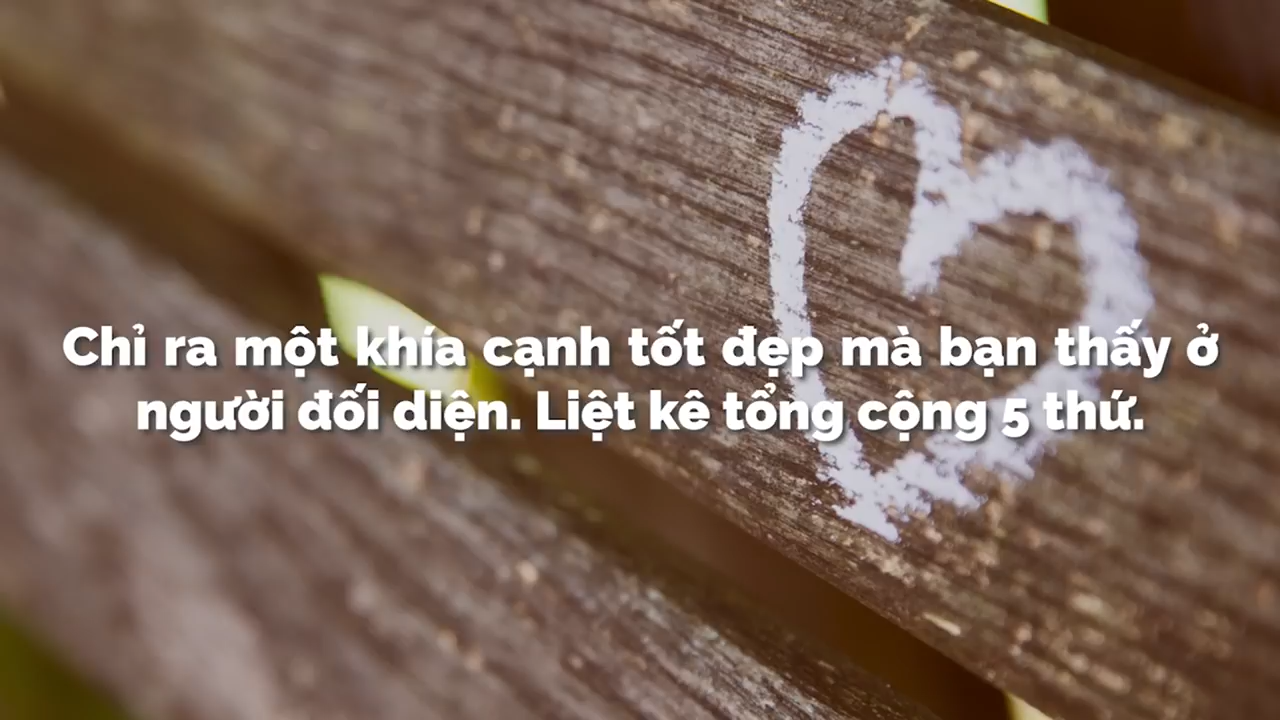 Chỉ ra một khía cạnh tốt đẹp mà bạn thấy ở
người đối diện. Liệt kê tổng cộng 5 thứ.